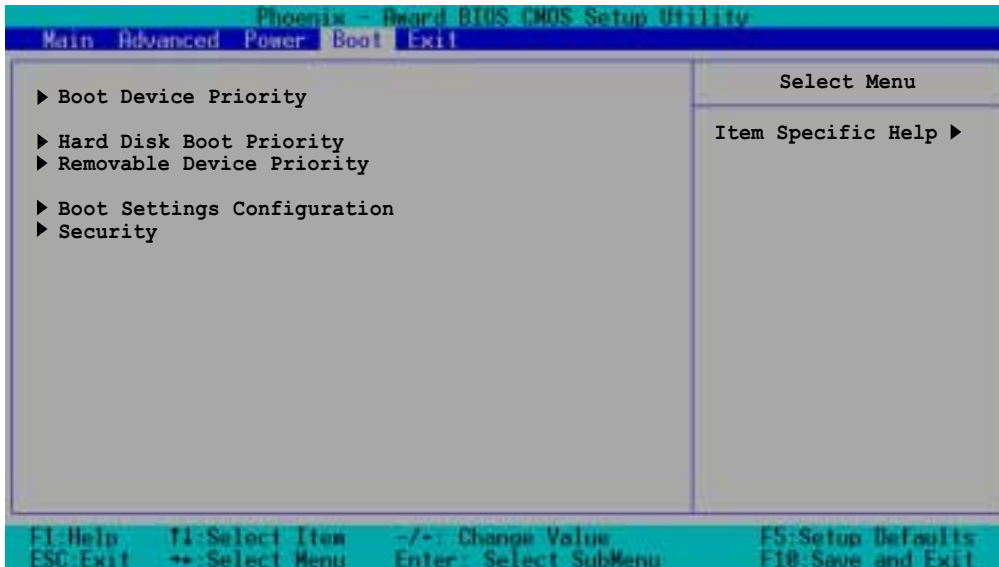 Phoenix - Award BIOS CMOS Setup Utility
Main Advanced Power Boot Exit
Boot Device Priority
Hard Disk Boot Priority
Removable Device Priority
Boot Settings Configuration
Security
Select Menu
Item Specific Help
F1:Help ↑↓:Select Item -/+: Change Value F5:Setup Defaults
ESC:Exit ↔:Select Menu Enter: Select SubMenu F10:Save and Exit